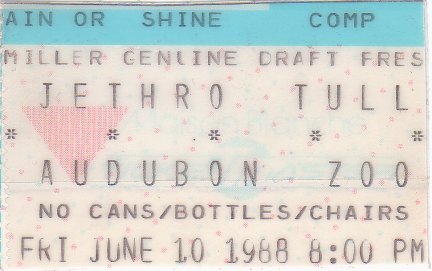 AIN OR SHINE COMP
MILLER GENUINE DRAFT PRES
* JETHRO TULL *
* AUDUBON ZOO
NO CANS/BOTTLES/CHAIRS
FRI JUNE 10 1988 8:00 PM